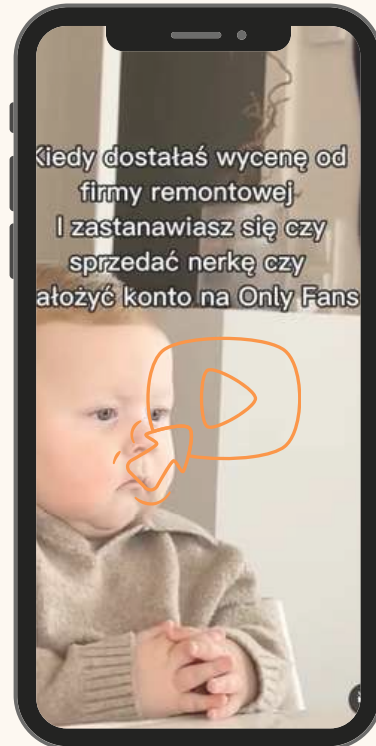 Kiedy dostałaś wycenę od
firmy remontowej
I zastanawiasz się czy
sprzedać nerkę czy
ałożyć konto na Only Fans